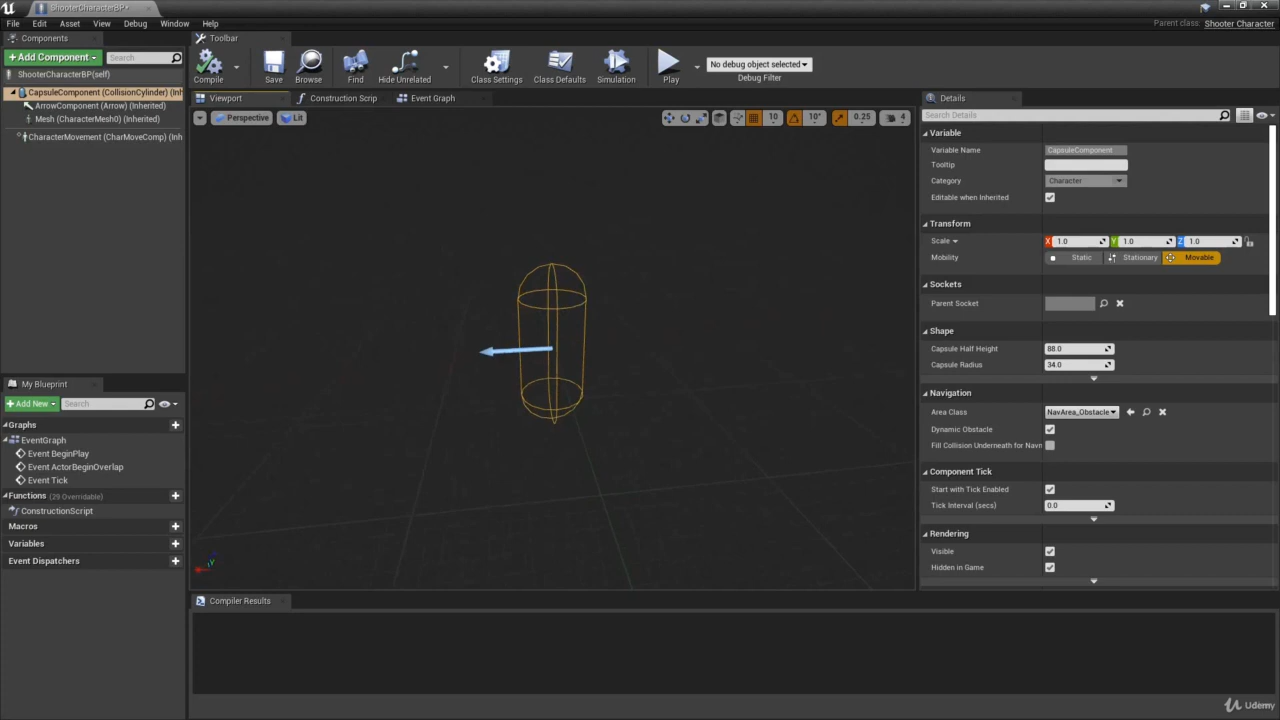 ShooterCharacterBP*
File Edit Asset View Debug Window Help
Parent class: Shooter Character
Components
Toolbar
Add Component
Search
ShooterCharacterBP(self)
CapsuleComponent (CollisionCylinder) (Inh
ArrowComponent (Arrow) (Inherited)
Mesh (CharacterMesh0) (Inherited)
CharacterMovement (CharMoveComp) (Inh
Compile
Save
Browse
Find
Hide Unrelated
Class Settings
Class Defaults
Simulation
Play
No debug object selected
Debug Filter
Viewport
Construction Scrip
Event Graph
Perspective
Lit
10
10°
0.25
4
Y
My Blueprint
Add New
Search
Graphs
EventGraph
Event BeginPlay
Event ActorBeginOverlap
Event Tick
Functions (29 Overridable)
ConstructionScript
Macros
Variables
Event Dispatchers
Compiler Results
Details
Search Details
Variable
Variable Name CapsuleComponent
Tooltip
Category Character
Editable when Inherited
Transform
Scale X 1.0 Y 1.0 Z 1.0
Mobility Static Stationary Movable
Sockets
Parent Socket
Shape
Capsule Half Height 88.0
Capsule Radius 34.0
Navigation
Area Class NavArea_Obstacle
Dynamic Obstacle
Fill Collision Underneath for Navn
Component Tick
Start with Tick Enabled
Tick Interval (secs) 0.0
Rendering
Visible
Hidden in Game
Udemy